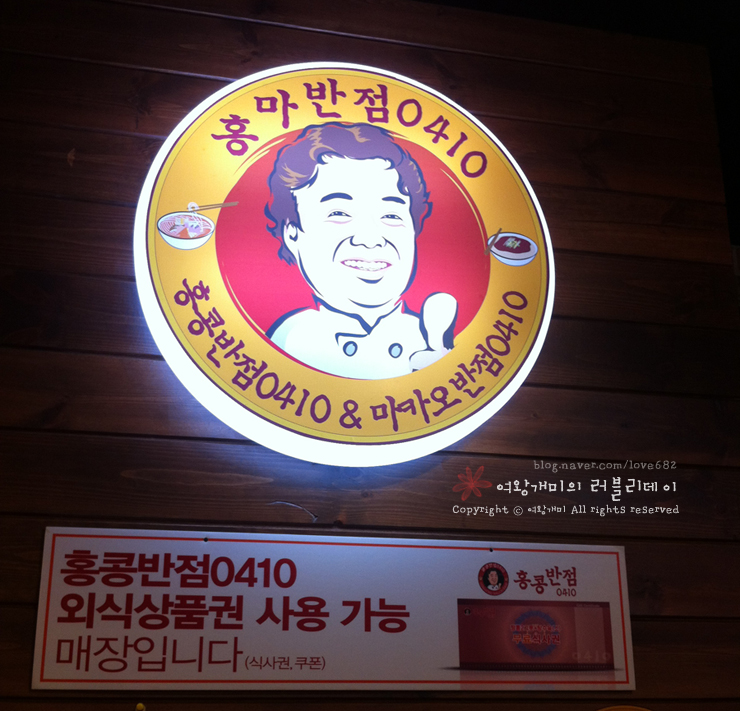 홍마반점0410
홍콩반점0410 & 마카오반점0410
blog.naver.com/love682
여왕개미의 러블리데이
Copyright © 여왕개미 All rights reserved
홍콩반점0410
외식상품권 사용 가능
매장입니다 (식사권, 쿠폰)
홍콩반점
0410